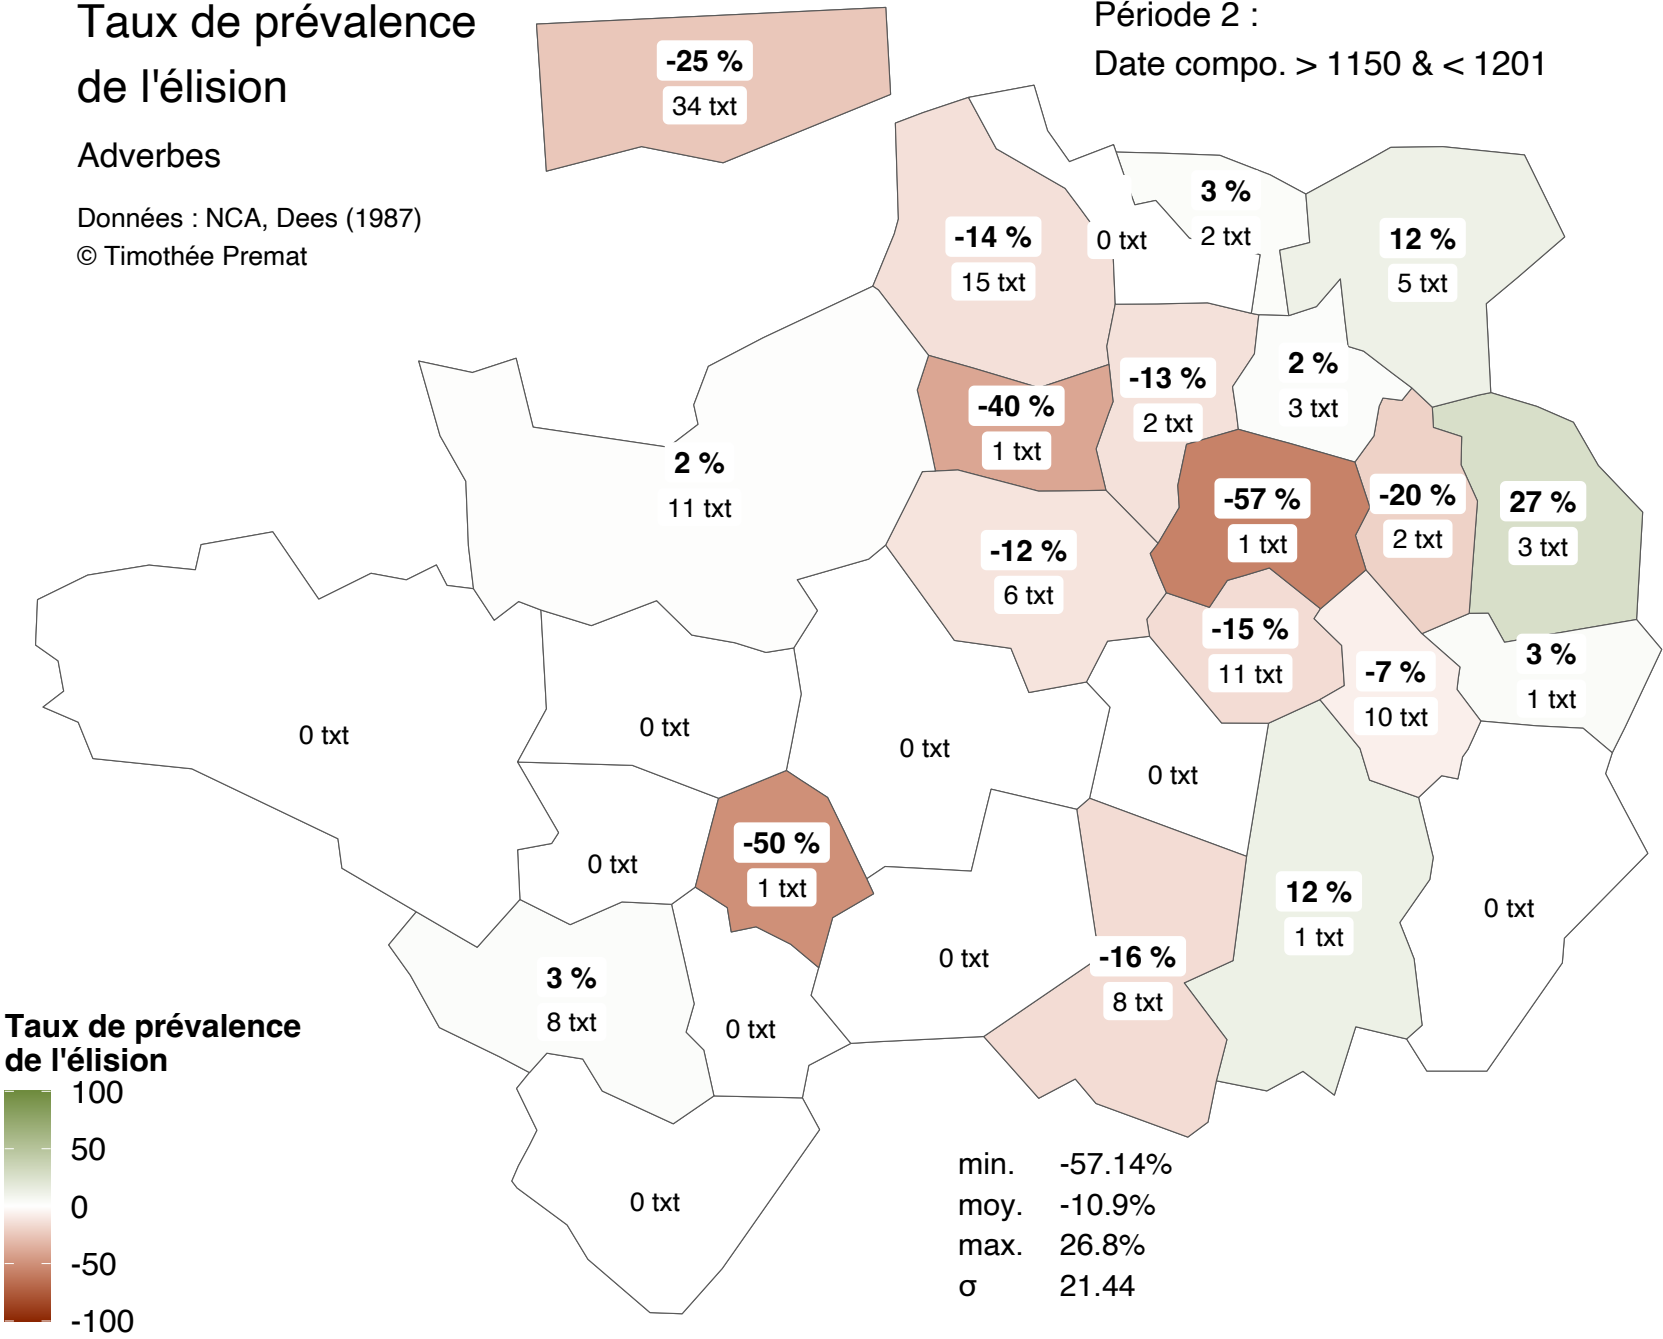 Taux de prévalence
de l'élision
Adverbes
Données : NCA, Dees (1987)
© Timothée Premat
Période 2 :
Date compo. > 1150 & < 1201
-25 %
34 txt
-14 %
15 txt
0 txt
3 %
2 txt
12 %
5 txt
-40 %
1 txt
-13 %
2 txt
2 %
3 txt
2 %
11 txt
-57 %
1 txt
-20 %
2 txt
27 %
3 txt
-12 %
6 txt
-15 %
11 txt
-7 %
10 txt
3 %
1 txt
0 txt
0 txt
0 txt
0 txt
0 txt
-50 %
1 txt
12 %
1 txt
0 txt
3 %
8 txt
0 txt
0 txt
-16 %
8 txt
0 txt
Taux de prévalence
de l'élision
100
50
0
-50
-100
min. -57.14%
moy. -10.9%
max. 26.8%
σ 21.44